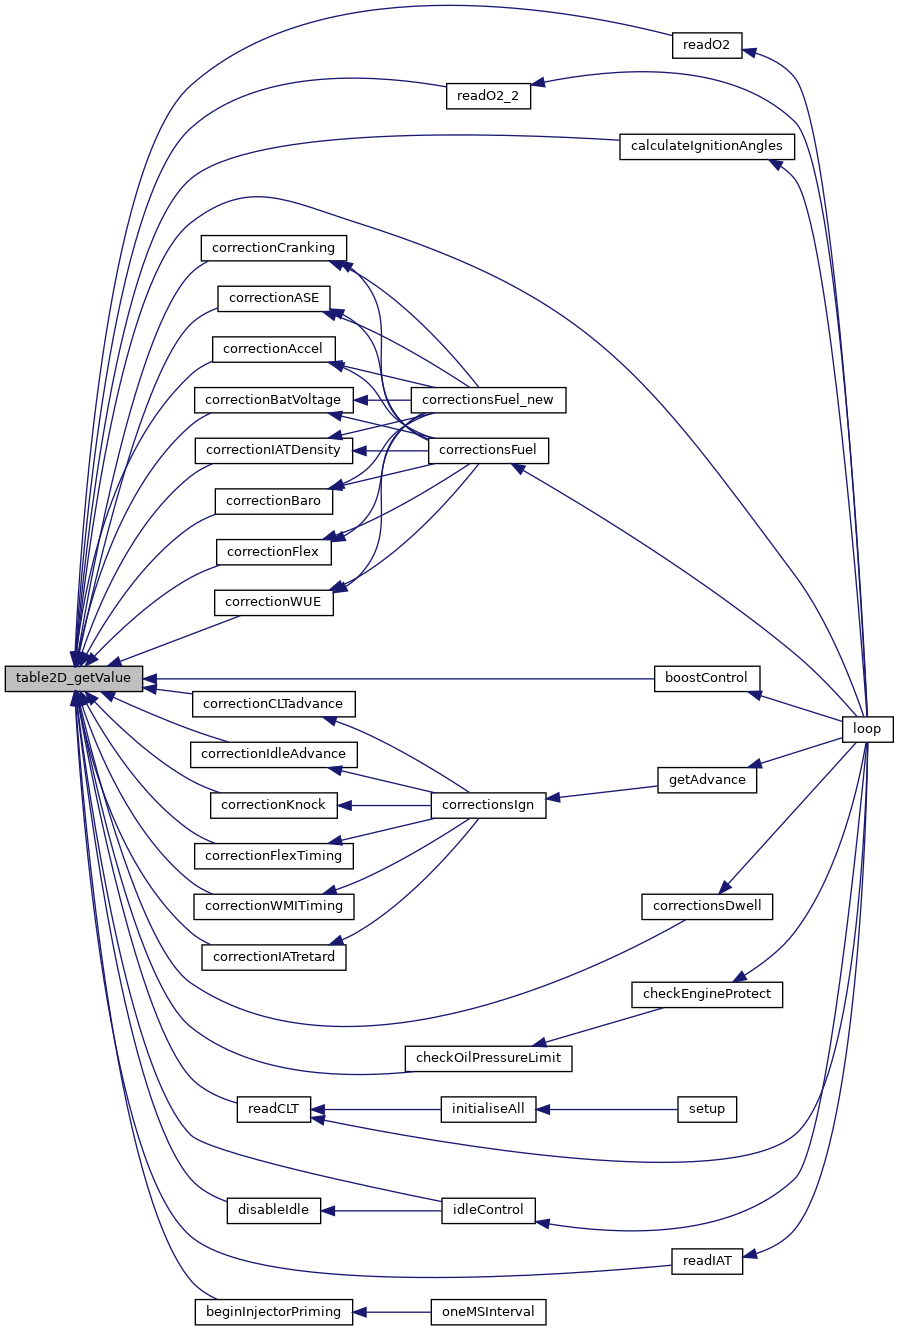 readO2
readO2_2
calculateIgnitionAngles
correctionCranking
correctionASE
correctionAccel
correctionBatVoltage
correctionsFuel_new
correctionIATDensity
correctionsFuel
correctionBaro
correctionFlex
correctionWUE
table2D_getValue
boostControl
correctionCLTadvance
loop
correctionIdleAdvance
getAdvance
correctionKnock
correctionsIgn
correctionFlexTiming
correctionWMITiming
correctionsDwell
correctionIATretard
checkEngineProtect
checkOilPressureLimit
readCLT
initialiseAll
setup
disableIdle
idleControl
readIAT
beginInjectorPriming
oneMSInterval